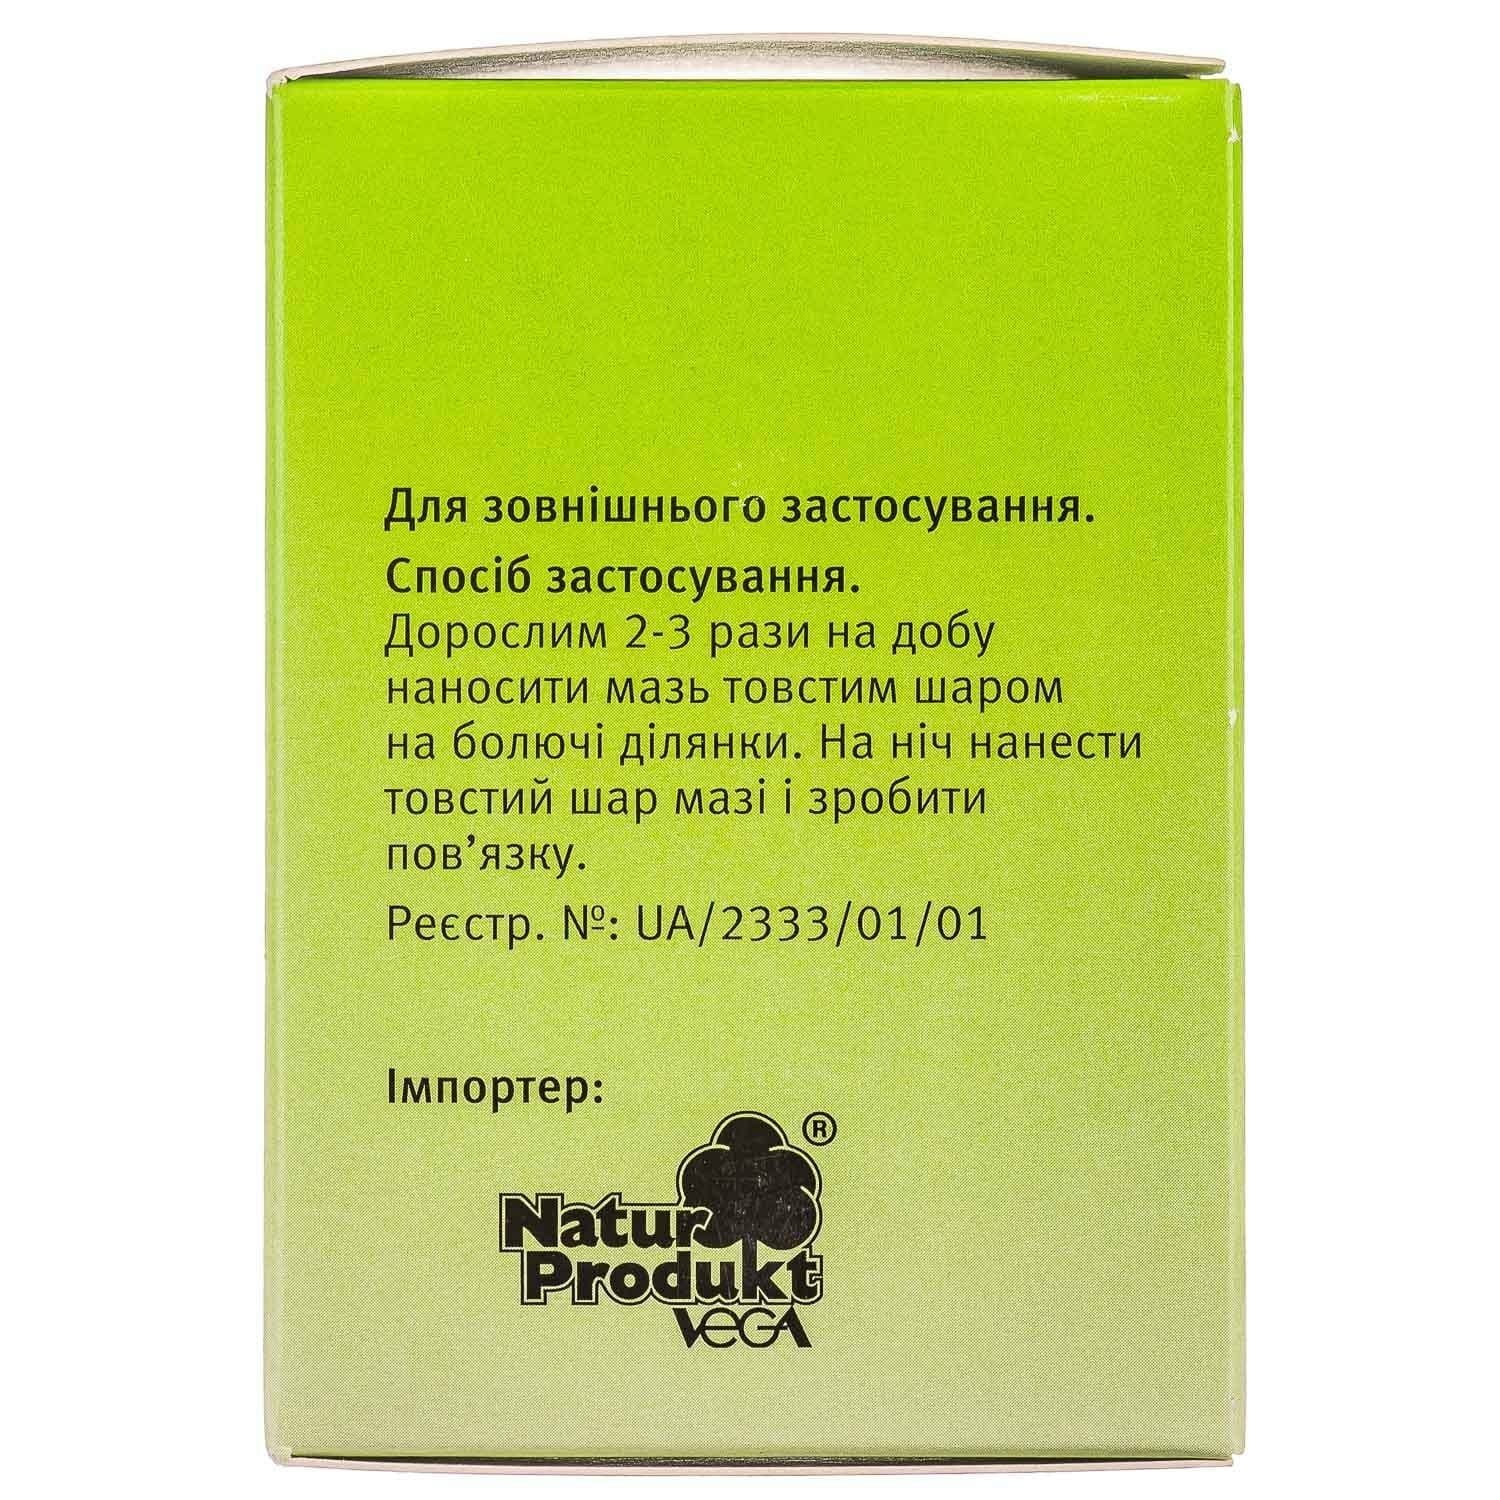 Для зовнішнього застосування.
Спосіб застосування.
Дорослим 2-3 рази на добу
наносити мазь товстим шаром
на болючі ділянки. На ніч нанести
товстий шар мазі і зробити
пов’язку.
Реєстр. №: UA/2333/01/01
Імпортер:
®
Natur
Produkt
VEGA